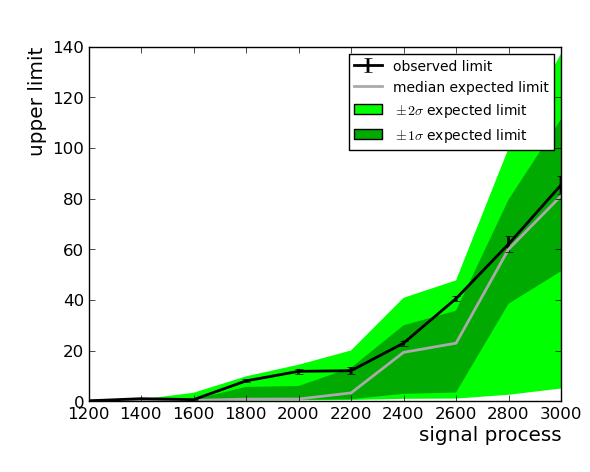 140
120
100
80
60
40
20
0
upper limit
observed limit
median expected limit
±2σ expected limit
±1σ expected limit
1200 1400 1600 1800 2000 2200 2400 2600 2800 3000
signal process